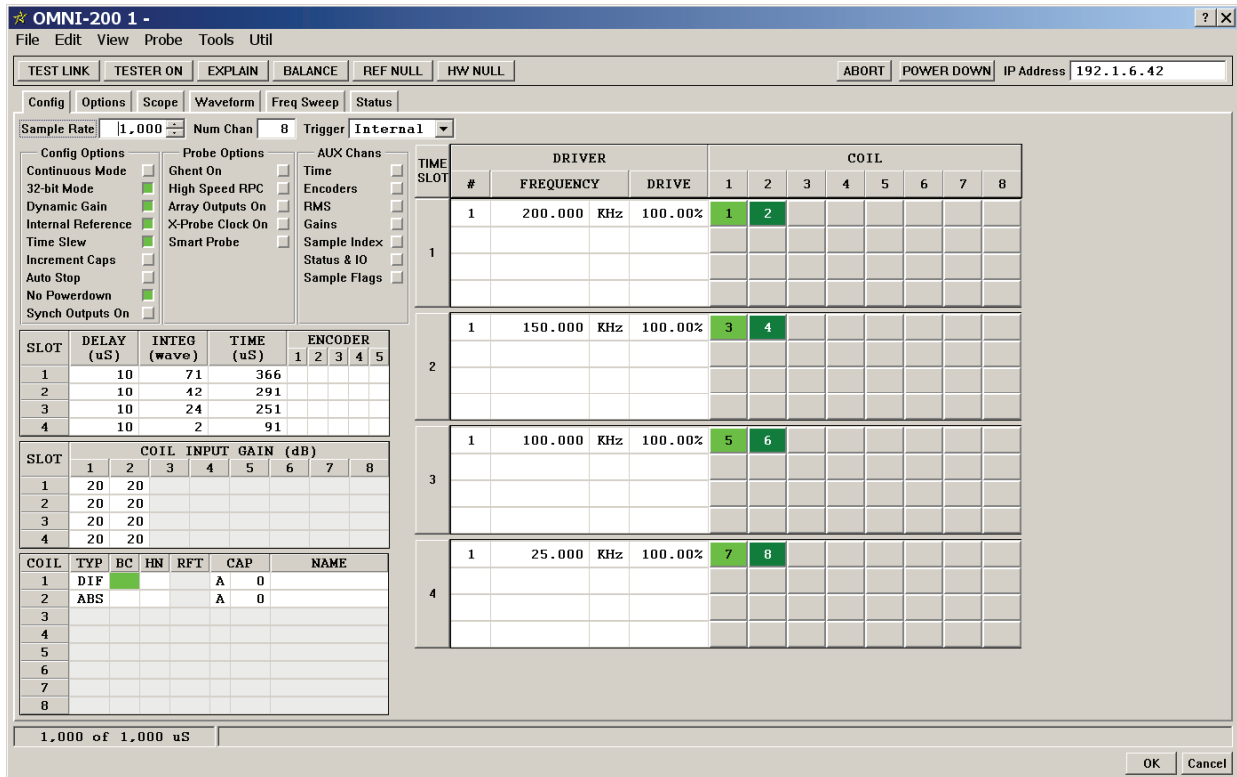 OMNI-200 1 -
? X
File Edit View Probe Tools Util
TEST LINK TESTER ON EXPLAIN BALANCE REF NULL HW NULL ABORT POWER DOWN IP Address 192.1.6.42
Config Options Scope Waveform Freq Sweep Status
Sample Rate 1,000 Num Chan 8 Trigger Internal
Config Options
Continuous Mode
32-bit Mode
Dynamic Gain
Internal Reference
Time Slew
Increment Caps
Auto Stop
No Powerdown
Synch Outputs On
Probe Options
Ghent On
High Speed RPC
Array Outputs On
X-Probe Clock On
Smart Probe
AUX Chans
Time
Encoders
RMS
Gains
Sample Index
Status & IO
Sample Flags
SLOT DELAY (uS) INTEG (wave) TIME (uS) ENCODER
1 2 3 4 5
1 10 71 366
2 10 42 291
3 10 24 251
4 10 2 91
SLOT COIL INPUT GAIN (dB)
1 2 3 4 5 6 7 8
1 20 20
2 20 20
3 20 20
4 20 20
COIL TYP BC HN RFT CAP NAME
1 DIF A 0
2 ABS A 0
3
4
5
6
7
8
TIME SLOT DRIVER COIL
# FREQUENCY DRIVE 1 2 3 4 5 6 7 8
1
1 200.000 KHz 100.00% 1 2
2
1 150.000 KHz 100.00% 3 4
3
1 100.000 KHz 100.00% 5 6
4
1 25.000 KHz 100.00% 7 8
1,000 of 1,000 uS
OK Cancel